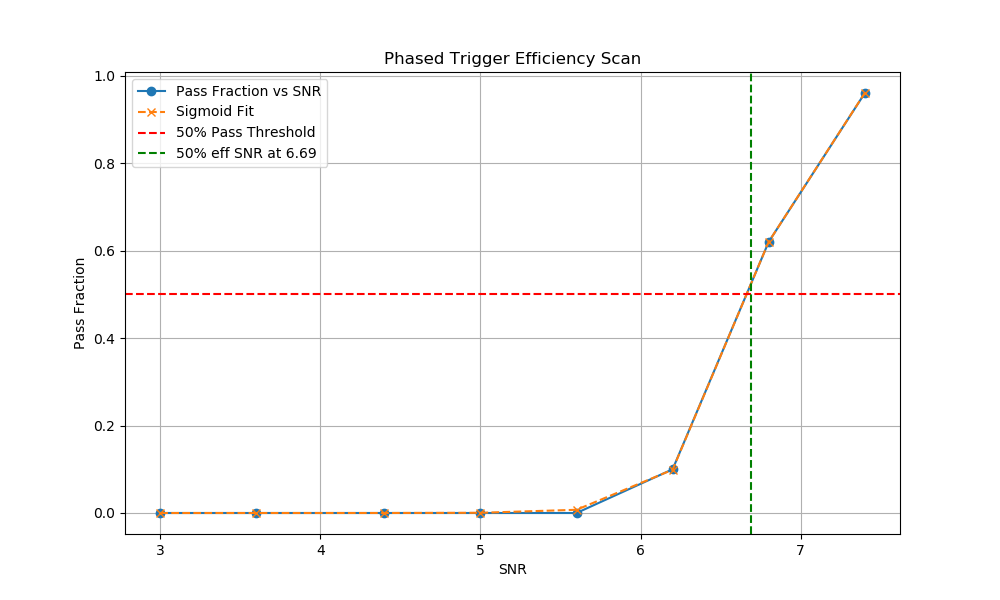 Phased Trigger Efficiency Scan
Pass Fraction vs SNR
Sigmoid Fit
50% Pass Threshold
50% eff SNR at 6.69
Pass Fraction
1.0
0.8
0.6
0.4
0.2
0.0
3 4 5 6 7
SNR